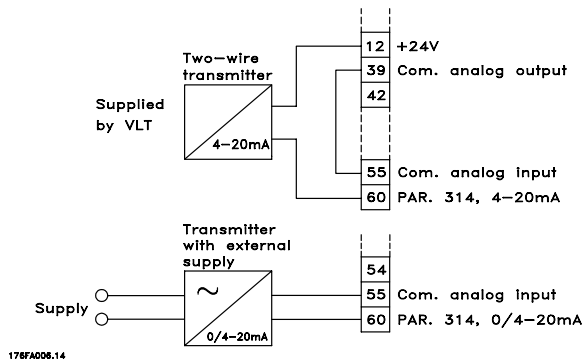 12 +24V
Two-wire
transmitter
39 Com. analog output
42
Supplied
by VLT
4-20mA
55 Com. analog input
60 PAR. 314, 4-20mA
Transmitter
with external
supply
54
~
Supply
55 Com. analog input
0/4-20mA
60 PAR. 314, 0/4-20mA
176FA006.14